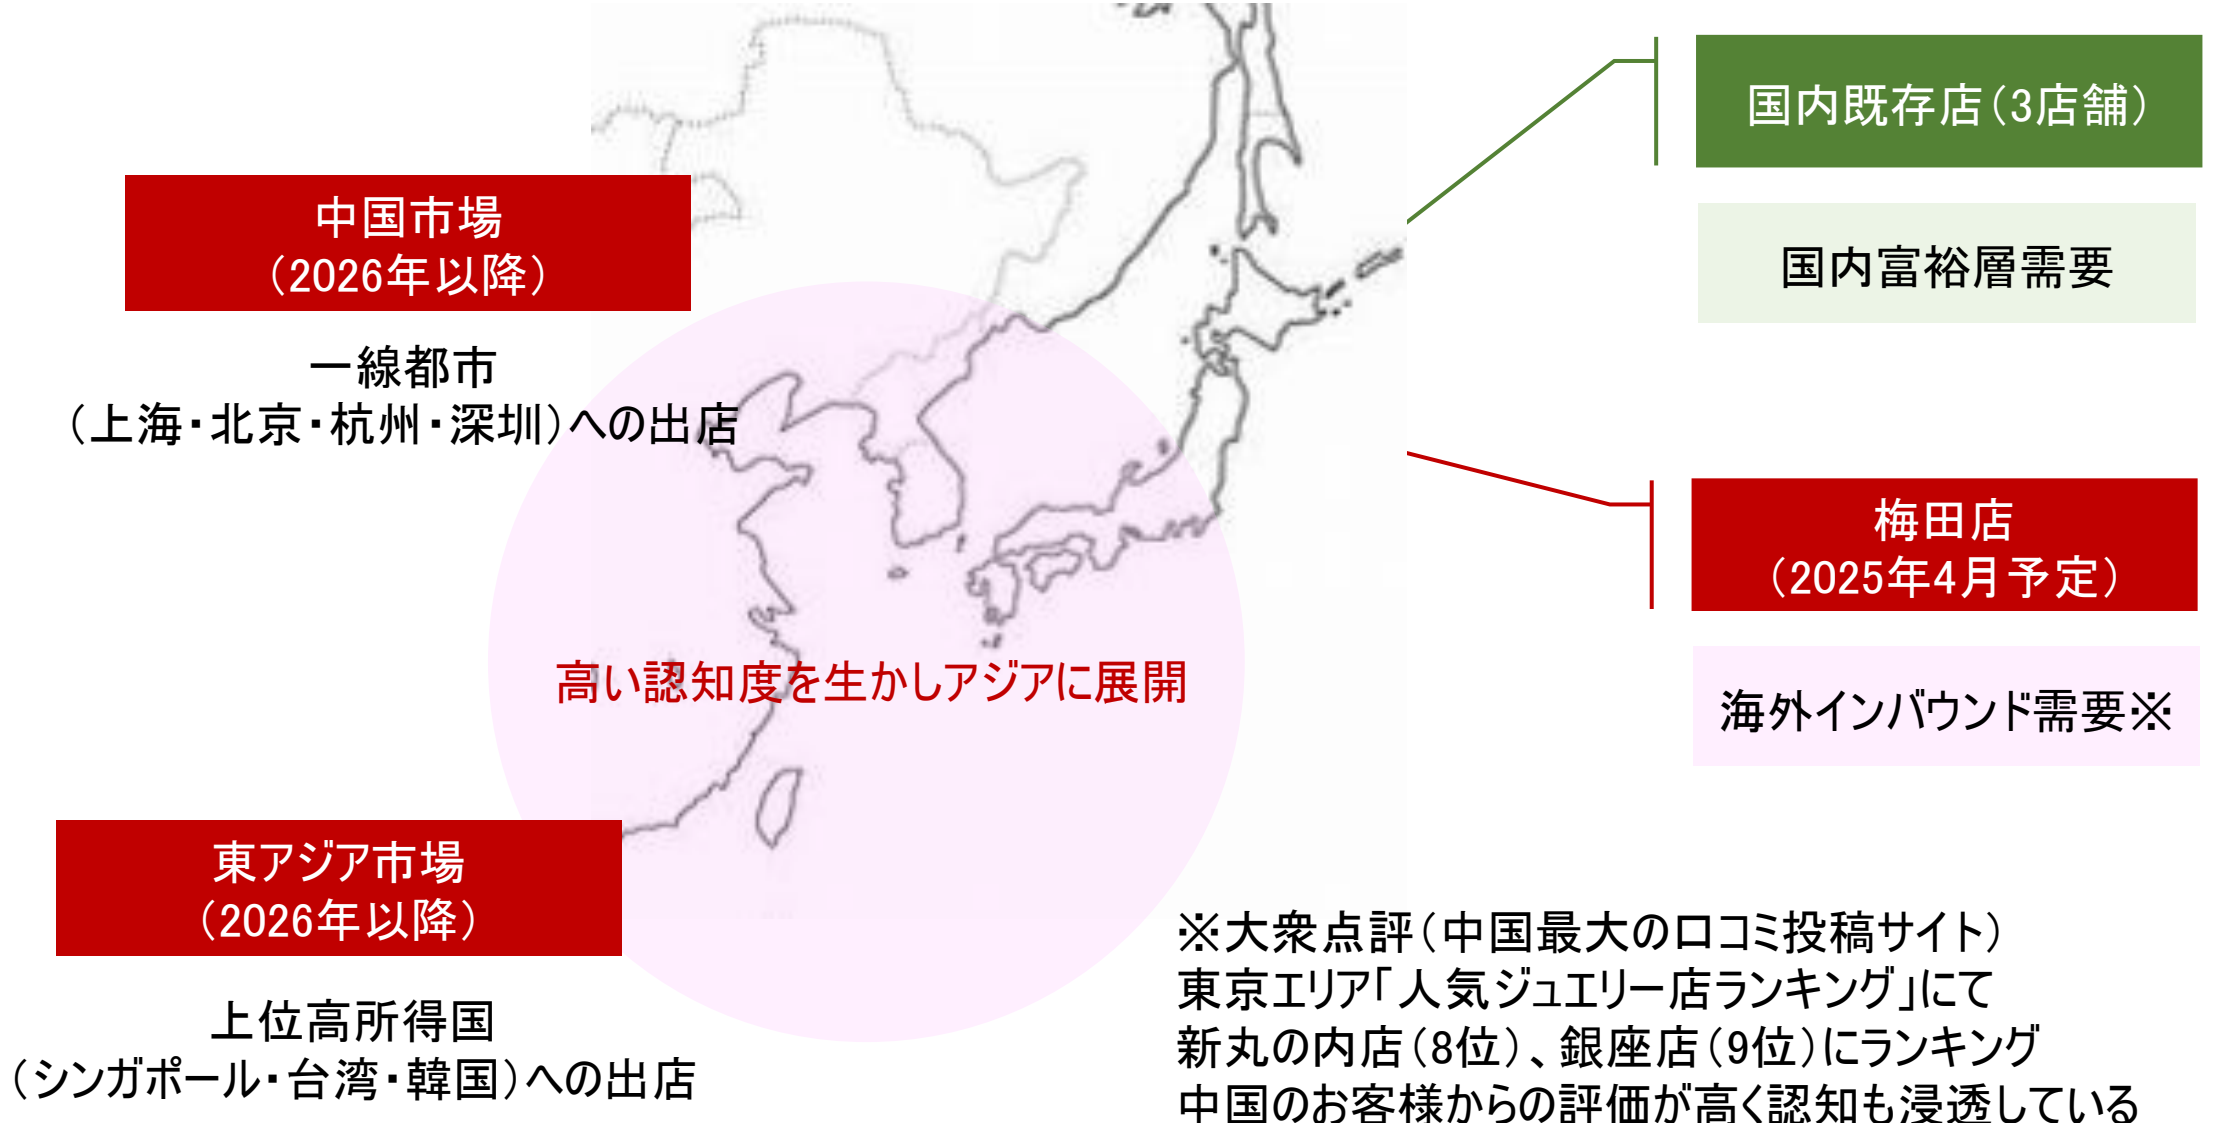 国内既存店（3店舗）
国内富裕層需要
中国市場
（2026年以降）
一線都市
（上海・北京・杭州・深圳）への出店
梅田店
（2025年4月予定）
海外インバウンド需要※
高い認知度を生かしアジアに展開
東アジア市場
（2026年以降）
上位高所得国
（シンガポール・台湾・韓国）への出店
※大衆点評（中国最大の口コミ投稿サイト）
東京エリア「人気ジュエリー店ランキング」にて
新丸の内店（8位）、銀座店（9位）にランキング
中国のお客様からの評価が高く認知も浸透している